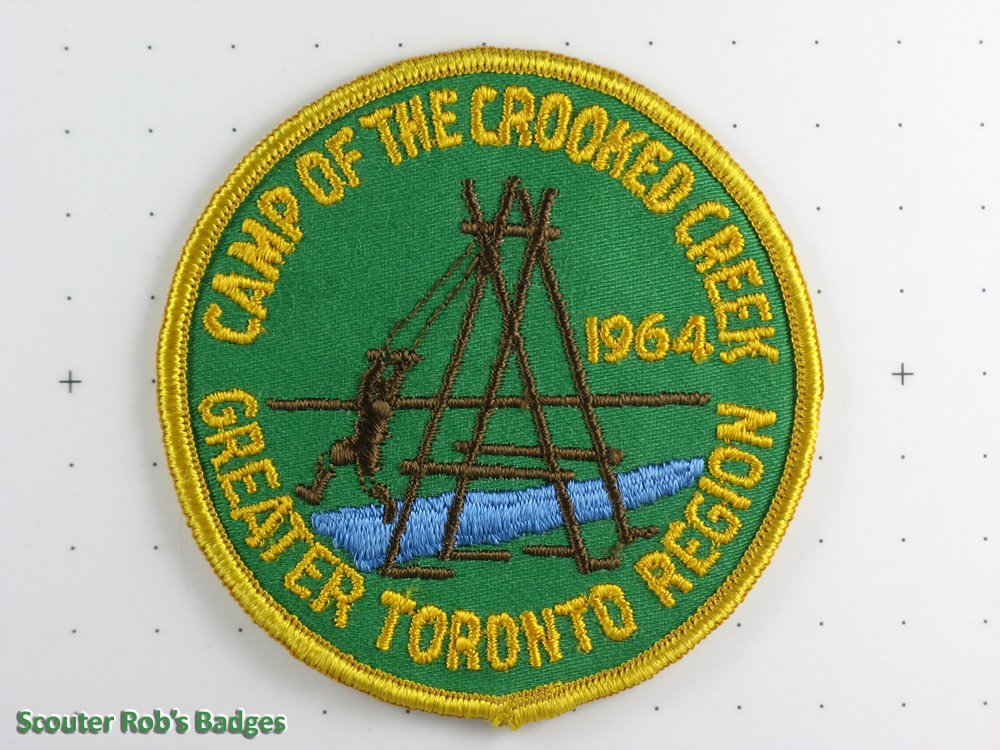 CAMP OF THE CROOKED CREEK
1964
GREATER TORONTO REGION
Scouter Rob's Badges